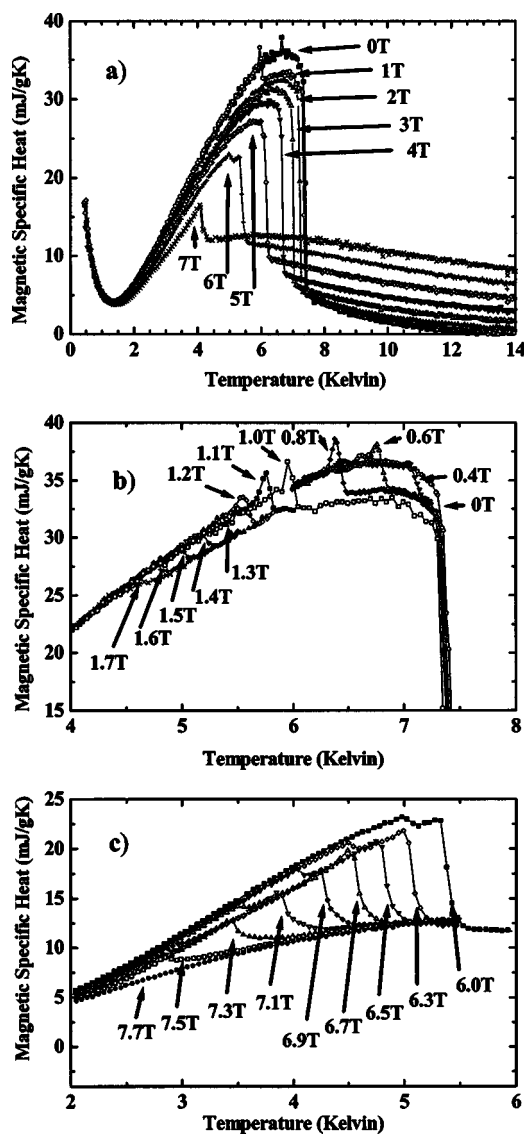 a)
0T
1T
2T
3T
4T
7T
6T
5T
40
30
20
10
0
Magnetic Specific Heat (mJ/gK)
0 2 4 6 8 10 12 14
Temperature (Kelvin)
b)
1.0T 0.8T 0.6T
1.1T
1.2T
0.4T
0T
1.3T
1.4T
1.5T
1.6T
1.7T
40
35
30
25
20
15
Magnetic Specific Heat (mJ/gK)
4 5 6 7 8
Temperature (Kelvin)
c)
6.0T
6.3T
6.5T
6.7T
6.9T
7.1T
7.3T
7.5T
7.7T
25
20
15
10
5
0
Magnetic Specific Heat (mJ/gK)
2 3 4 5 6
Temperature (Kelvin)